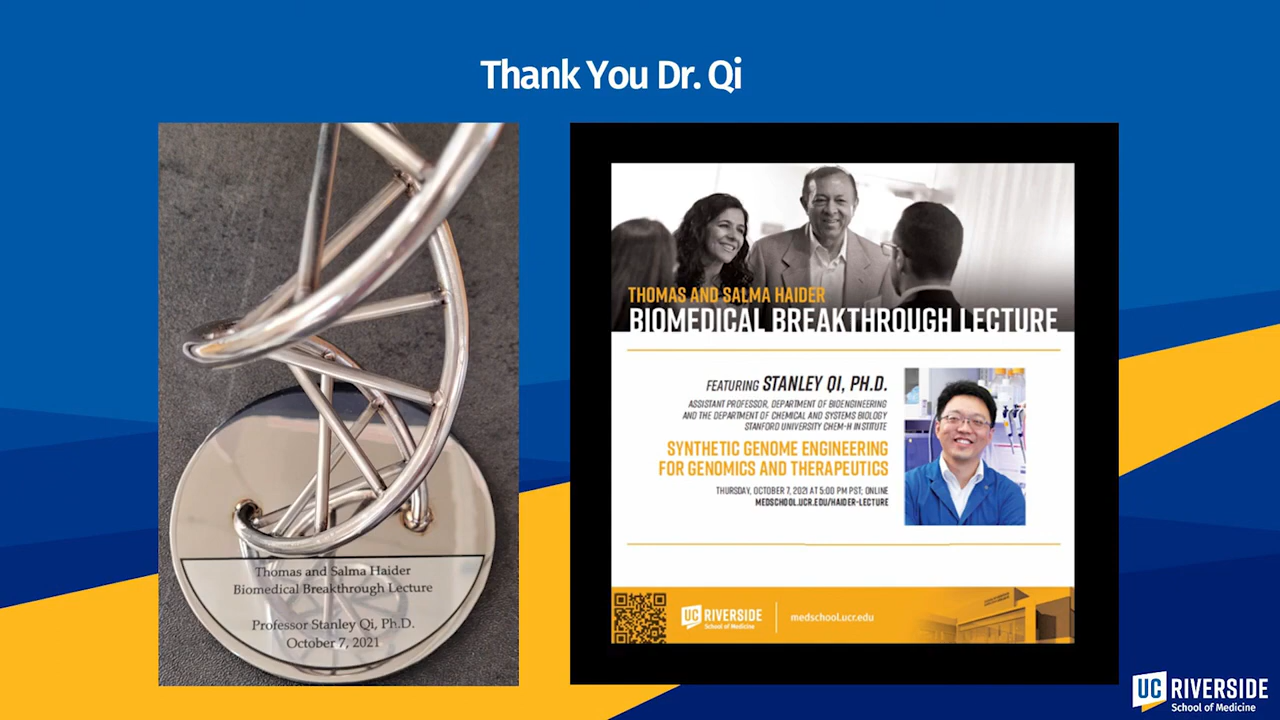 Thank You Dr. Qi
Thomas and Salma Haider
Biomedical Breakthrough Lecture
Professor Stanley Qi, Ph.D.
October 7, 2021
THOMAS AND SALMA HAIDER
BIOMEDICAL BREAKTHROUGH LECTURE
FEATURING STANLEY QI, PH.D.
ASSISTANT PROFESSOR, DEPARTMENT OF BIOENGINEERING
AND THE DEPARTMENT OF CHEMICAL AND SYSTEMS BIOLOGY
STANFORD UNIVERSITY CHEM-H INSTITUTE
SYNTHETIC GENOME ENGINEERING
FOR GENOMICS AND THERAPEUTICS
THURSDAY, OCTOBER 7, 2021 AT 5:00 PM PST; ONLINE
MEDSCHOOL.UCR.EDU/HAIDER-LECTURE
UC RIVERSIDE
School of Medicine
medschool.ucr.edu
UC RIVERSIDE
School of Medicine